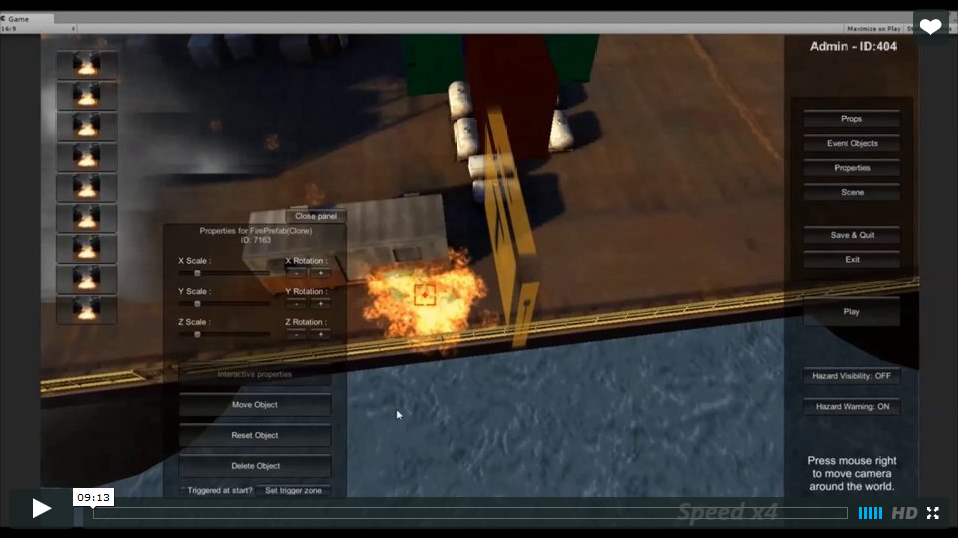 Game
16:9
Maximize on Play
Admin - ID:404
Props
Event Objects
Properties
Scene
Save & Quit
Exit
Play
Hazard Visibility: OFF
Hazard Warning: ON
Press mouse right
to move camera
around the world.
Close panel
Properties for FirePrefab(Clone)
ID: 7163
X Scale :
X Rotation :
- +
Y Scale :
Y Rotation :
- +
Z Scale :
Z Rotation :
- +
Interactive properties
Move Object
Reset Object
Delete Object
Triggered at start?
Set trigger zone
09:13
Speed x4
HD